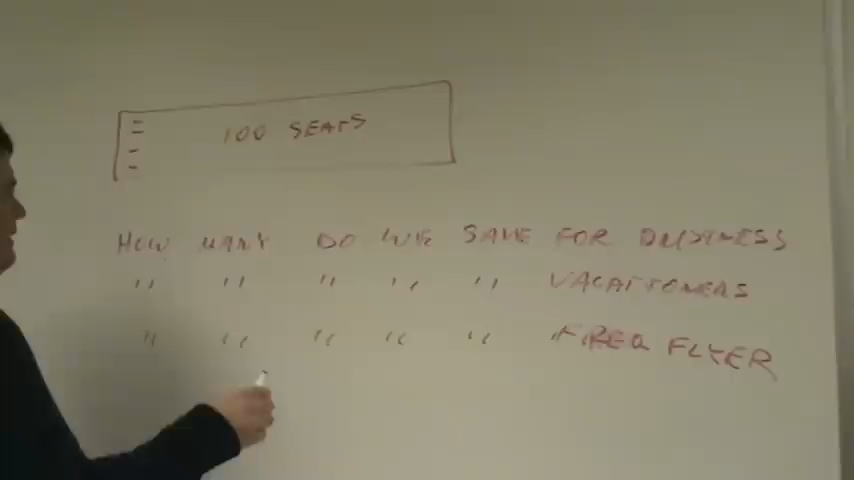 100 SEATS
HOW MANY DO WE SAVE FOR BUSINESS
" " " " " VACATIONERS
" " " " " FREQ FLYER